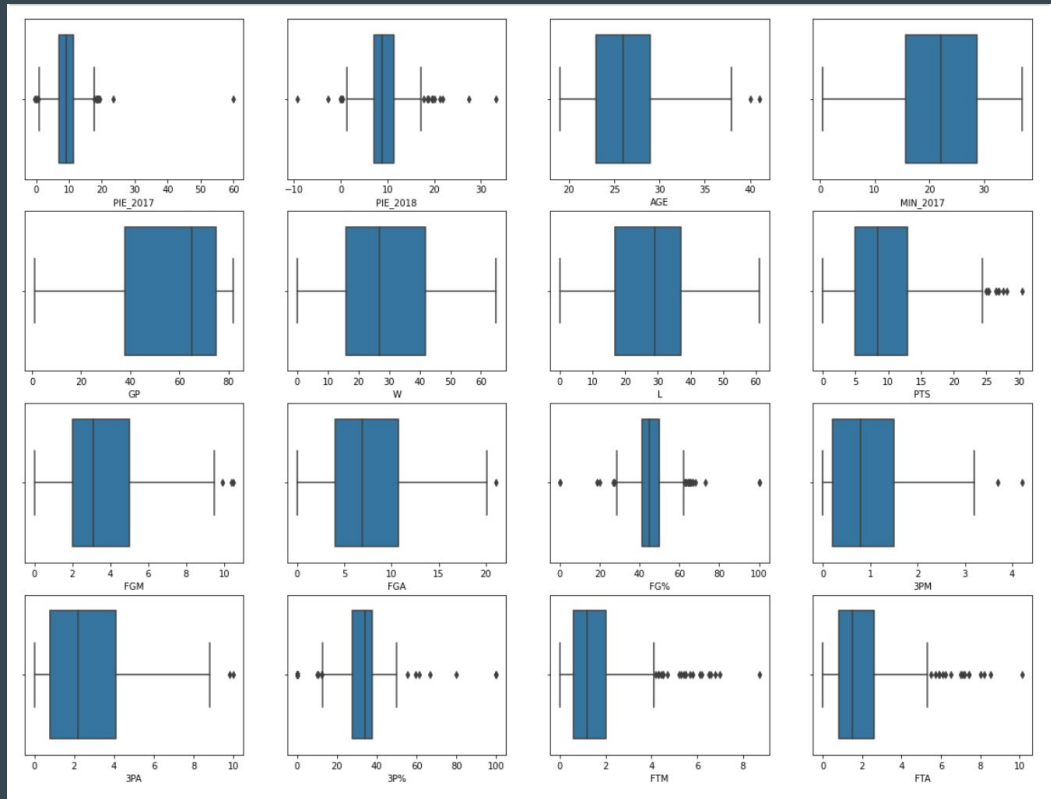 0 10 20 30 40 50 60
PIE_2017
−10 0 10 20 30
PIE_2018
20 25 30 35 40
AGE
0 10 20 30
MIN_2017
0 20 40 60 80
GP
0 10 20 30 40 50 60
W
0 10 20 30 40 50 60
L
0 5 10 15 20 25 30
PTS
0 2 4 6 8 10
FGM
0 5 10 15 20
FGA
0 20 40 60 80 100
FG%
0 1 2 3 4
3PM
0 2 4 6 8 10
3PA
0 20 40 60 80 100
3P%
0 2 4 6 8
FTM
0 2 4 6 8 10
FTA